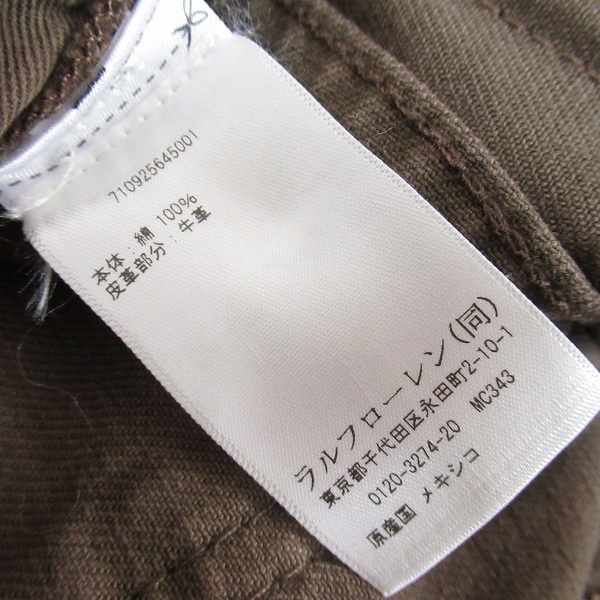 710925645001
本体：綿 100%
皮革部分：牛革
ラルフローレン(同)
東京都千代田区永田町2-10-1
0120-3274-20 MC343
原産国 メキシコ